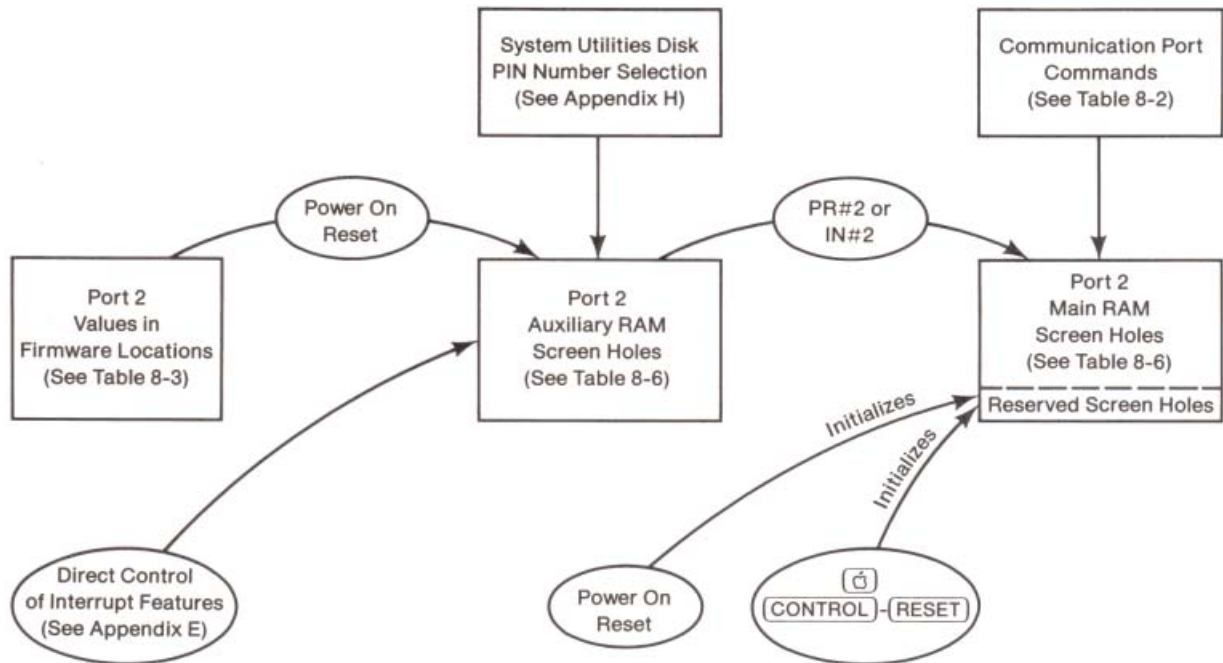 System Utilities Disk
PIN Number Selection
(See Appendix H)
Communication Port
Commands
(See Table 8-2)
Power On
Reset
PR#2 or
IN#2
Port 2
Values in
Firmware Locations
(See Table 8-3)
Port 2
Auxiliary RAM
Screen Holes
(See Table 8-6)
Port 2
Main RAM
Screen Holes
(See Table 8-6)
Reserved Screen Holes
Initializes
Initializes
Direct Control
of Interrupt Features
(See Appendix E)
Power On
Reset
CONTROL-RESET